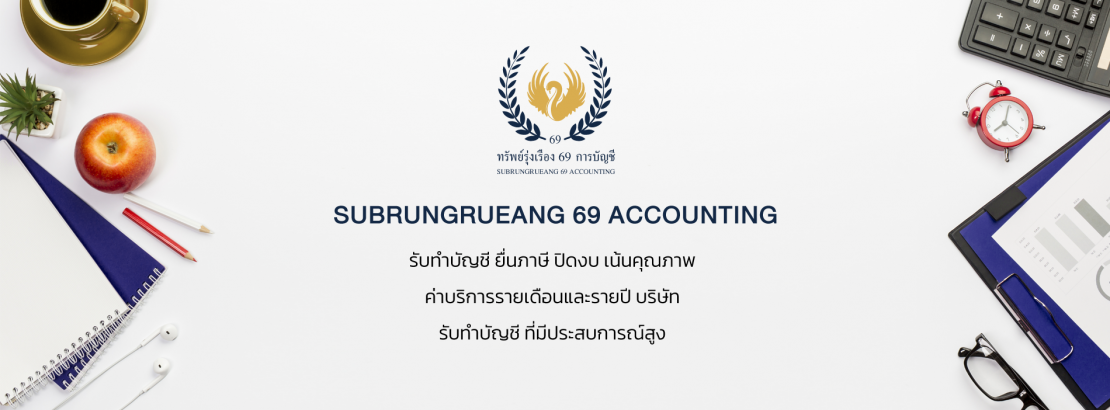 69
ทรัพย์รุ่งเรือง 69 การบัญชี
SUBRUNGRUEANG 69 ACCOUNTING
SUBRUNGRUEANG 69 ACCOUNTING
รับทำบัญชี ยื่นภาษี ปิดงบ เน้นคุณภาพ
ค่าบริการรายเดือนและรายปี บริษัท
รับทำบัญชี ที่มีประสบการณ์สูง